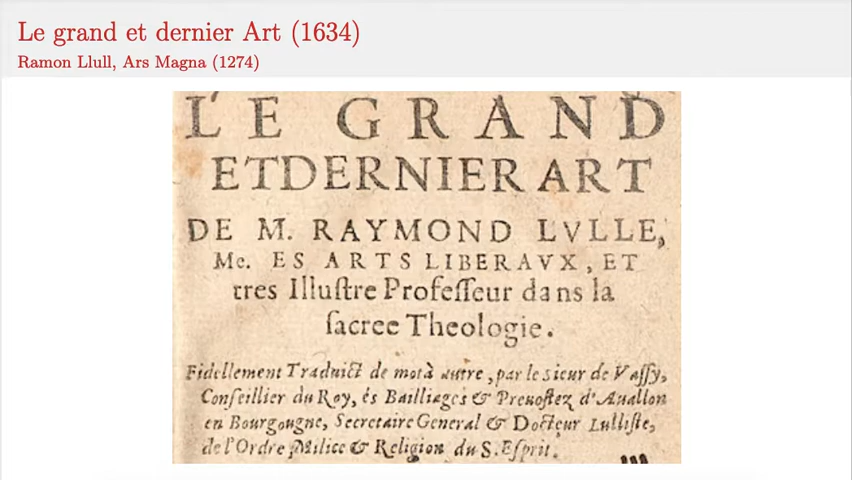 Le grand et dernier Art (1634)
Ramon Llull, Ars Magna (1274)
LE GRAND
ET DERNIER ART
DE M. RAYMOND LVLLE,
Me. ES ARTS LIBERAVX, ET
tres Illuſtre Profeſſeur dans la
ſacree Theologie.
Fidellement Traduict de mot à autre, par le sieur de Vaſſy,
Conſeillier du Roy, és Bailliages & Preuoſtez d'Auallon
en Bourgougne, Secretaire General & Docteur Lulliſte,
de l'Ordre, Milice & Religion du S. Eſprit.